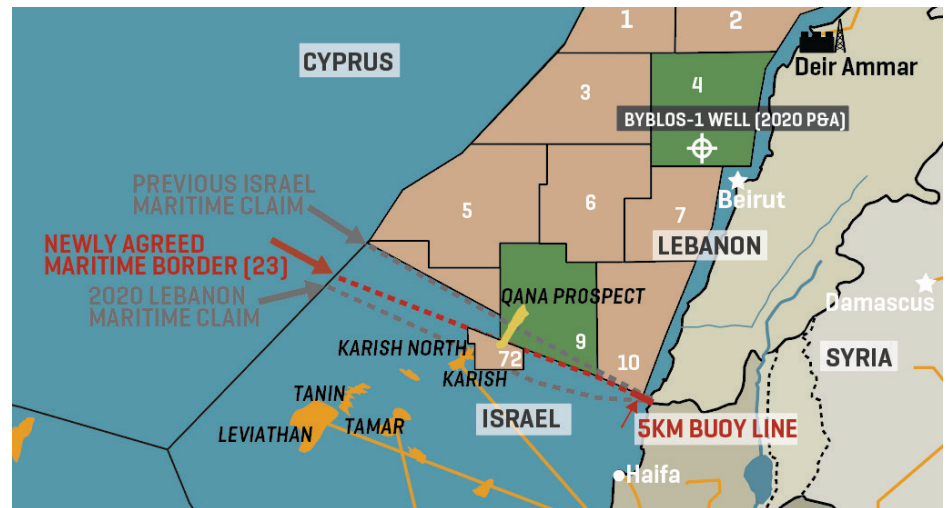 1
2
CYPRUS
Deir Ammar
3
4
BYBLOS-1 WELL (2020 P&A)
PREVIOUS ISRAEL
MARITIME CLAIM
5
6
7
Beirut
NEWLY AGREED
MARITIME BORDER (23)
LEBANON
2020 LEBANON
MARITIME CLAIM
QANA PROSPECT
Damascus
KARISH NORTH
72
9
10
SYRIA
KARISH
TANIN
LEVIATHAN
TAMAR
ISRAEL
5KM BUOY LINE
Haifa